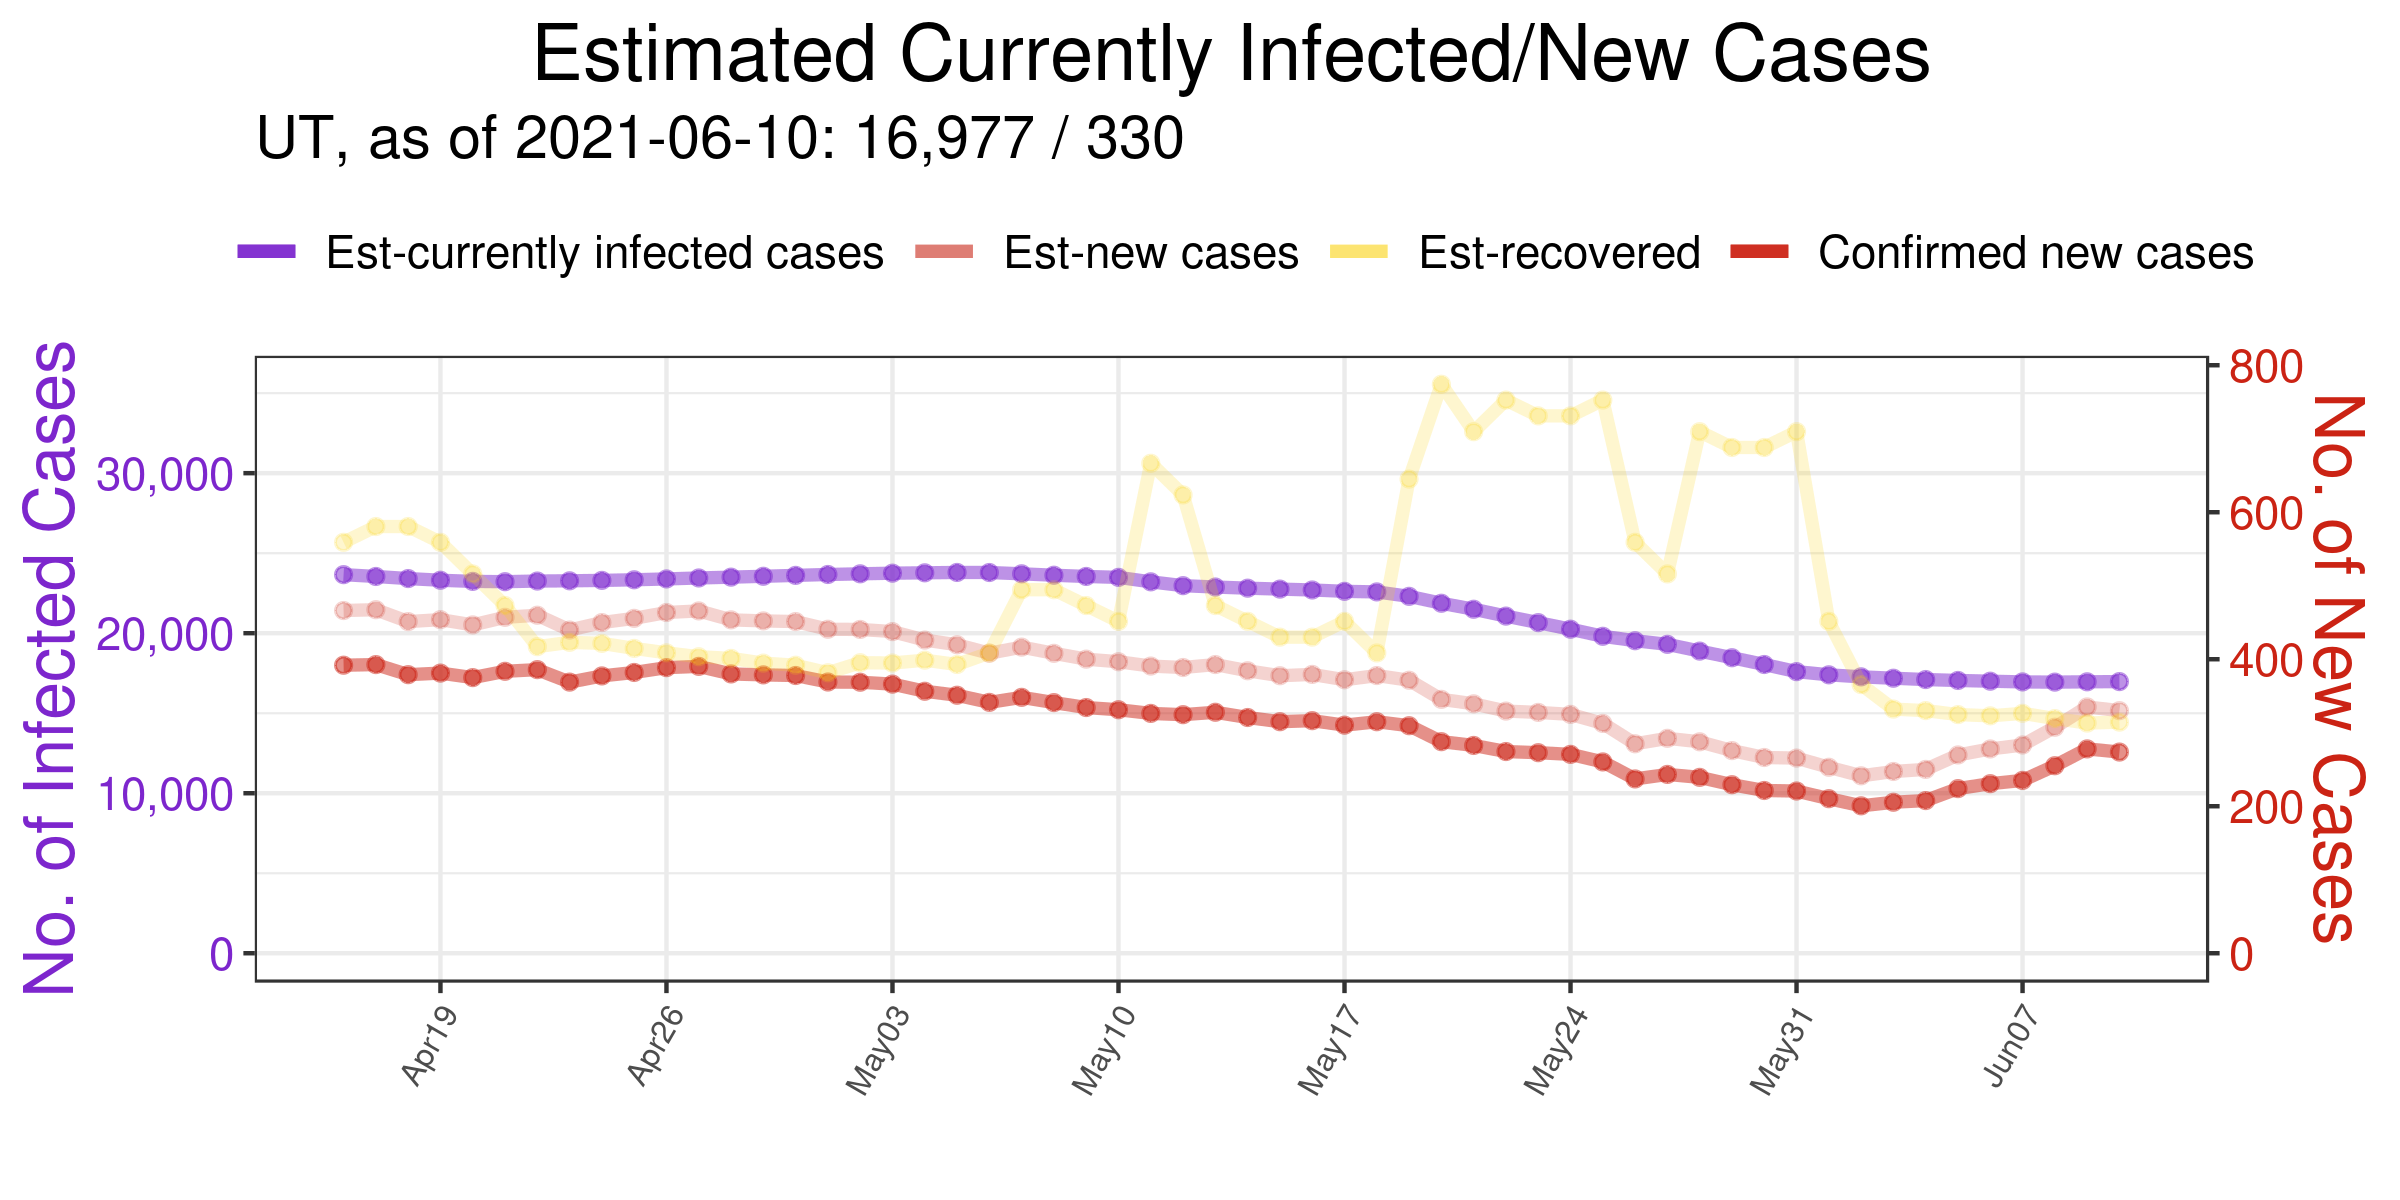 Estimated Currently Infected/New Cases
UT, as of 2021-06-10: 16,977 / 330
Est-currently infected cases
Est-new cases
Est-recovered
Confirmed new cases
No. of Infected Cases
30,000
20,000
10,000
0
800
600
400
200
0
No. of New Cases
Apr19
Apr26
May03
May10
May17
May24
May31
Jun07